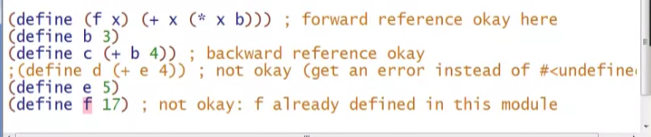 (define (f x) (+ x (* x b))) ; forward reference okay here
(define b 3)
(define c (+ b 4)) ; backward reference okay
;(define d (+ e 4)) ; not okay (get an error instead of #<undefine
(define e 5)
(define f 17) ; not okay: f already defined in this module